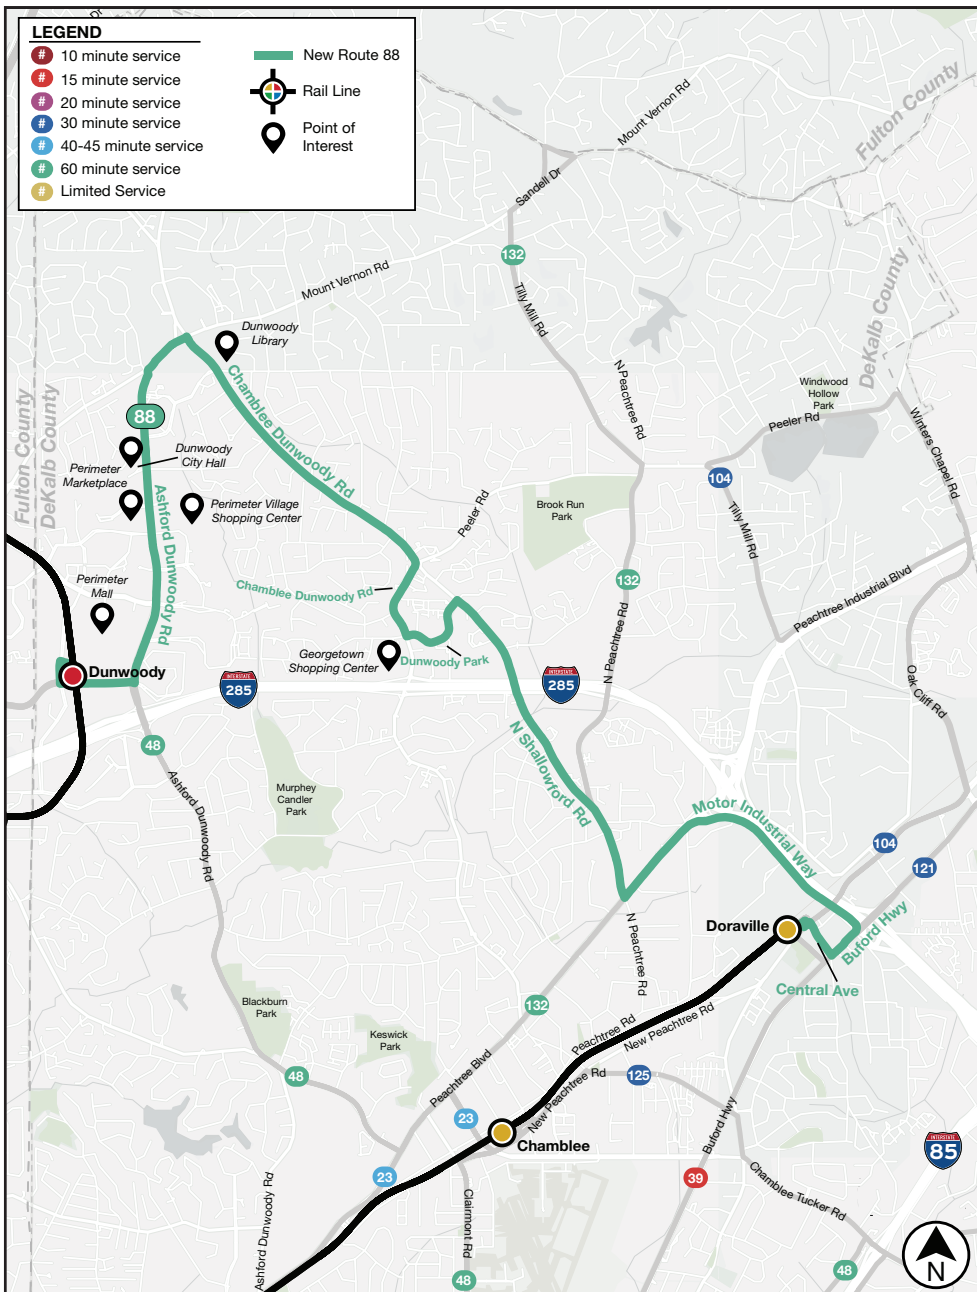 LEGEND
# 10 minute service
# 15 minute service
# 20 minute service
# 30 minute service
# 40-45 minute service
# 60 minute service
# Limited Service
New Route 88
Rail Line
Point of
Interest
Dr
Mount Vernon Rd
Fulton County
Sandell Dr
132
DeKalb County
Mount Vernon Rd
Tilly Mill Rd
Dunwoody
Library
Chamblee Dunwoody Rd
N Peachtree Rd
Windwood
Hollow
Park
Peeler Rd
Winters Chapel Rd
Fulton County
DeKalb County
88
Dunwoody
City Hall
Perimeter
Marketplace
Perimeter Village
Shopping Center
Ashford Dunwoody Rd
Peeler Rd
Brook Run
Park
104
Tilly Mill Rd
132
Peachtree Industrial Blvd
Perimeter
Mall
Chamblee Dunwoody Rd
N Peachtree Rd
Georgetown
Shopping Center
Dunwoody Park
Dunwoody
INTERSTATE
285
INTERSTATE
285
Oak Cliff Rd
48
N Shallowford Rd
Ashford Dunwoody Rd
Murphey
Candler
Park
Motor Industrial Way
104
121
N Peachtree Rd
Doraville
Buford Hwy
Central Ave
Blackburn
Park
132
Keswick
Park
Peachtree Rd
New Peachtree Rd
Peachtree Blvd
48
New Peachtree Rd
125
23
Chamblee
Buford Hwy
INTERSTATE
85
23
39
Chamblee Tucker Rd
Ashford Dunwoody Rd
Clairmont Rd
48
48
N